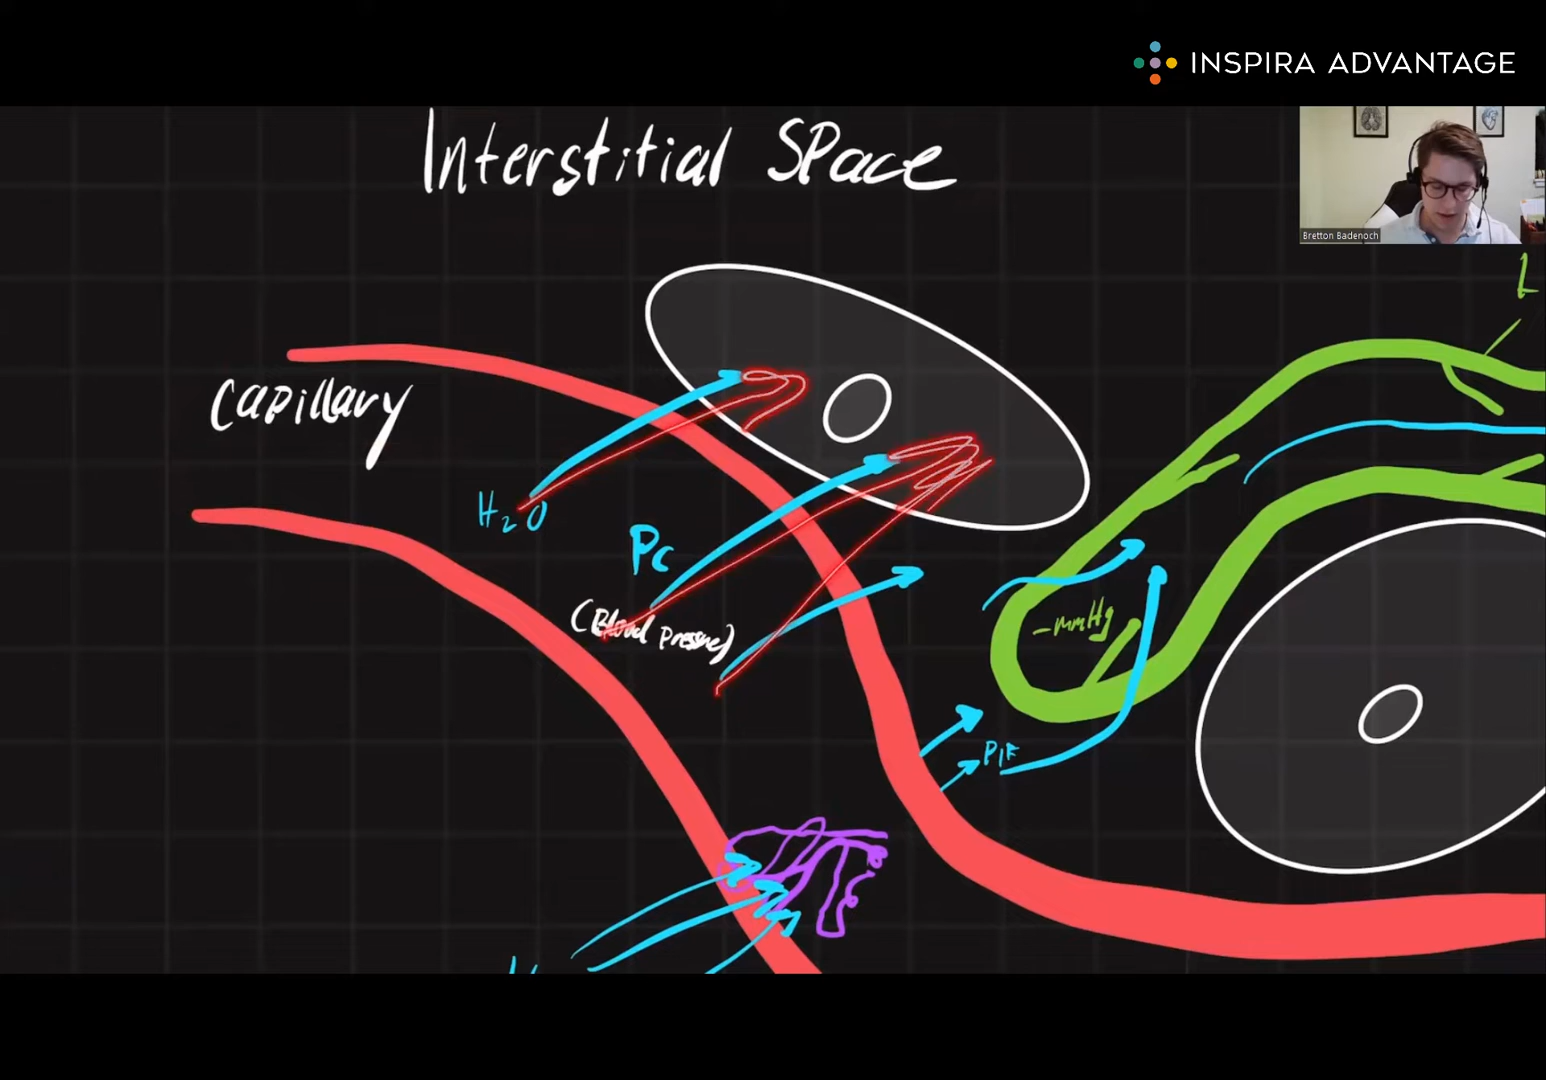 INSPIRA ADVANTAGE
Interstitial Space
Bretton Badenoch
L
Capillary
H2O
Pc
(Blood pressure)
-mmHg
PIF